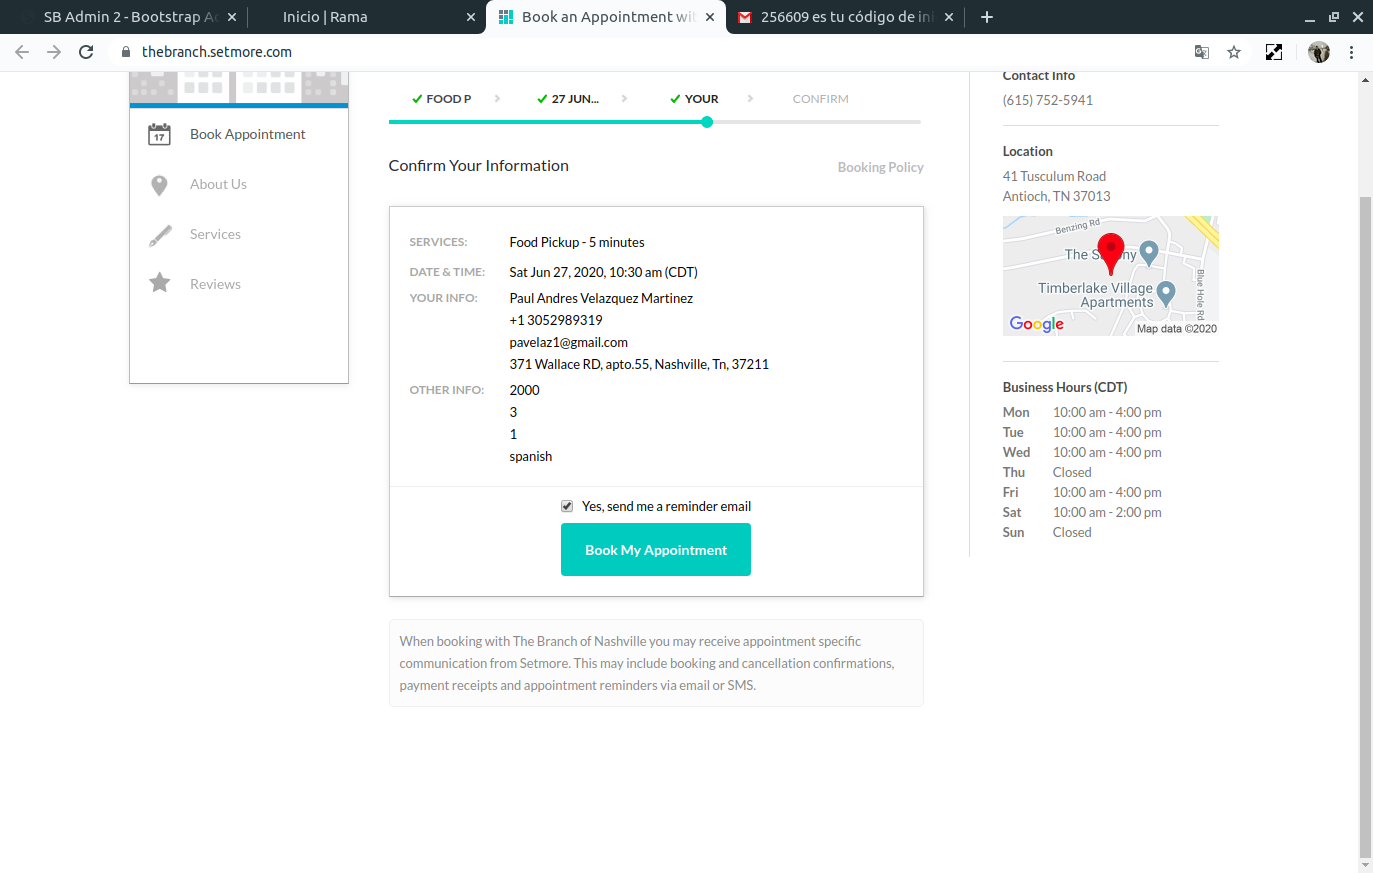 SB Admin 2 - Bootstrap Ac
Inicio | Rama
Book an Appointment wit
256609 es tu código de ini
thebranch.setmore.com
17
Book Appointment
About Us
Services
Reviews
FOOD P
27 JUN...
YOUR
CONFIRM
Confirm Your Information
Booking Policy
SERVICES: Food Pickup - 5 minutes
DATE & TIME: Sat Jun 27, 2020, 10:30 am (CDT)
YOUR INFO: Paul Andres Velazquez Martinez
+1 3052989319
pavelaz1@gmail.com
371 Wallace RD, apto.55, Nashville, Tn, 37211
OTHER INFO: 2000
3
1
spanish
Yes, send me a reminder email
Book My Appointment
When booking with The Branch of Nashville you may receive appointment specific
communication from Setmore. This may include booking and cancellation confirmations,
payment receipts and appointment reminders via email or SMS.
Contact Info
(615) 752-5941
Location
41 Tusculum Road
Antioch, TN 37013
Benzing Rd
The S ny
Timberlake Village
Apartments
Blue Hole Rd
Google
Map data ©2020
Business Hours (CDT)
Mon 10:00 am - 4:00 pm
Tue 10:00 am - 4:00 pm
Wed 10:00 am - 4:00 pm
Thu Closed
Fri 10:00 am - 4:00 pm
Sat 10:00 am - 2:00 pm
Sun Closed